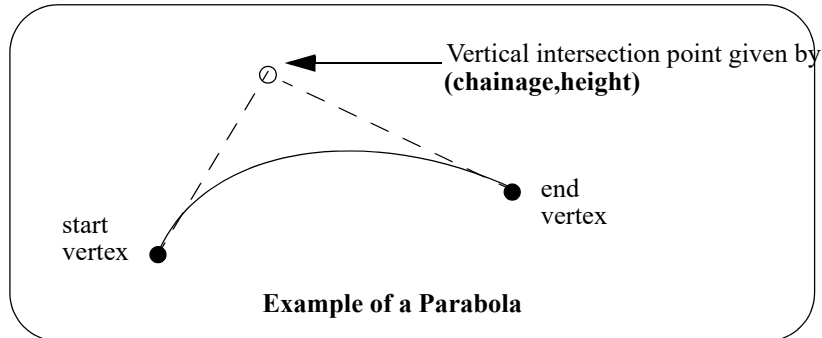 Vertical intersection point given by
(chainage,height)
end
vertex
start
vertex
Example of a Parabola